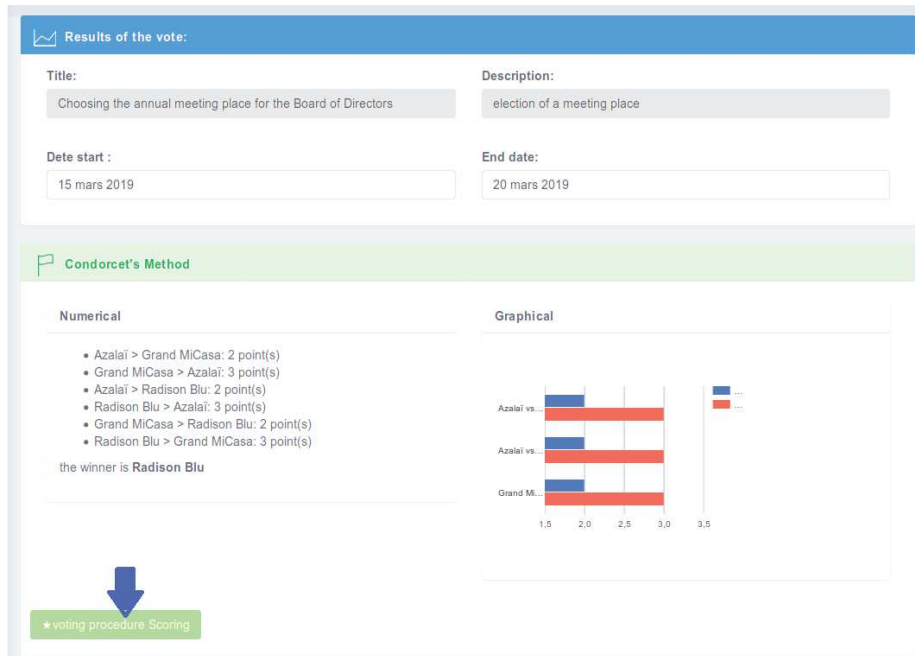 Results of the vote:
Title:
Description:
Choosing the annual meeting place for the Board of Directors
election of a meeting place
Dete start :
End date:
15 mars 2019
20 mars 2019
Condorcet's Method
Numerical
Graphical
• Azalaï > Grand MiCasa: 2 point(s)
• Grand MiCasa > Azalaï: 3 point(s)
• Azalaï > Radison Blu: 2 point(s)
• Radison Blu > Azalaï: 3 point(s)
• Grand MiCasa > Radison Blu: 2 point(s)
• Radison Blu > Grand MiCasa: 3 point(s)
the winner is Radison Blu
Azalaï vs...
Azalaï vs...
Grand Mi...
1,5 2,0 2,5 3,0 3,5
...
...
★voting procedure Scoring